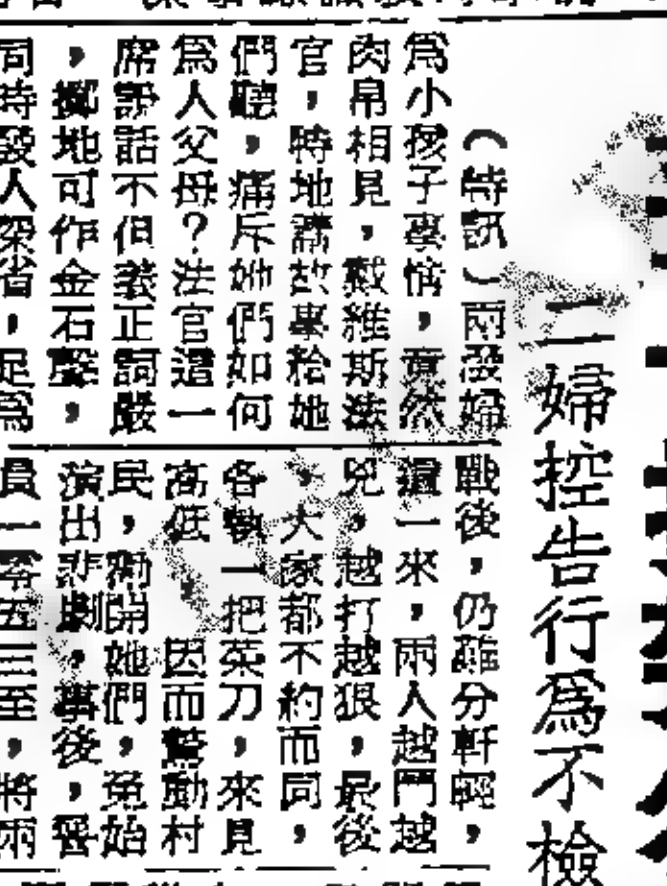 二婦控告行為不檢
（特訊）兩潑婦
為小孩子事情，竟然
肉帛相見，戴維斯法
官，特地講故事給她
們聽，痛斥她們如何
為人父母？法官這一
席話不但義正詞嚴
，擲地可作金石聲，
同時發人深省，足為
戰後，仍難分軒輊，
這一來，兩人越鬥越
兇，越打越狠，最後
，大家都不約而同，
各執一把菜刀，來見
高低　因而驚動村
民，勸開她們，免始
演出悲劇，事後，警
員一零五三至，將兩